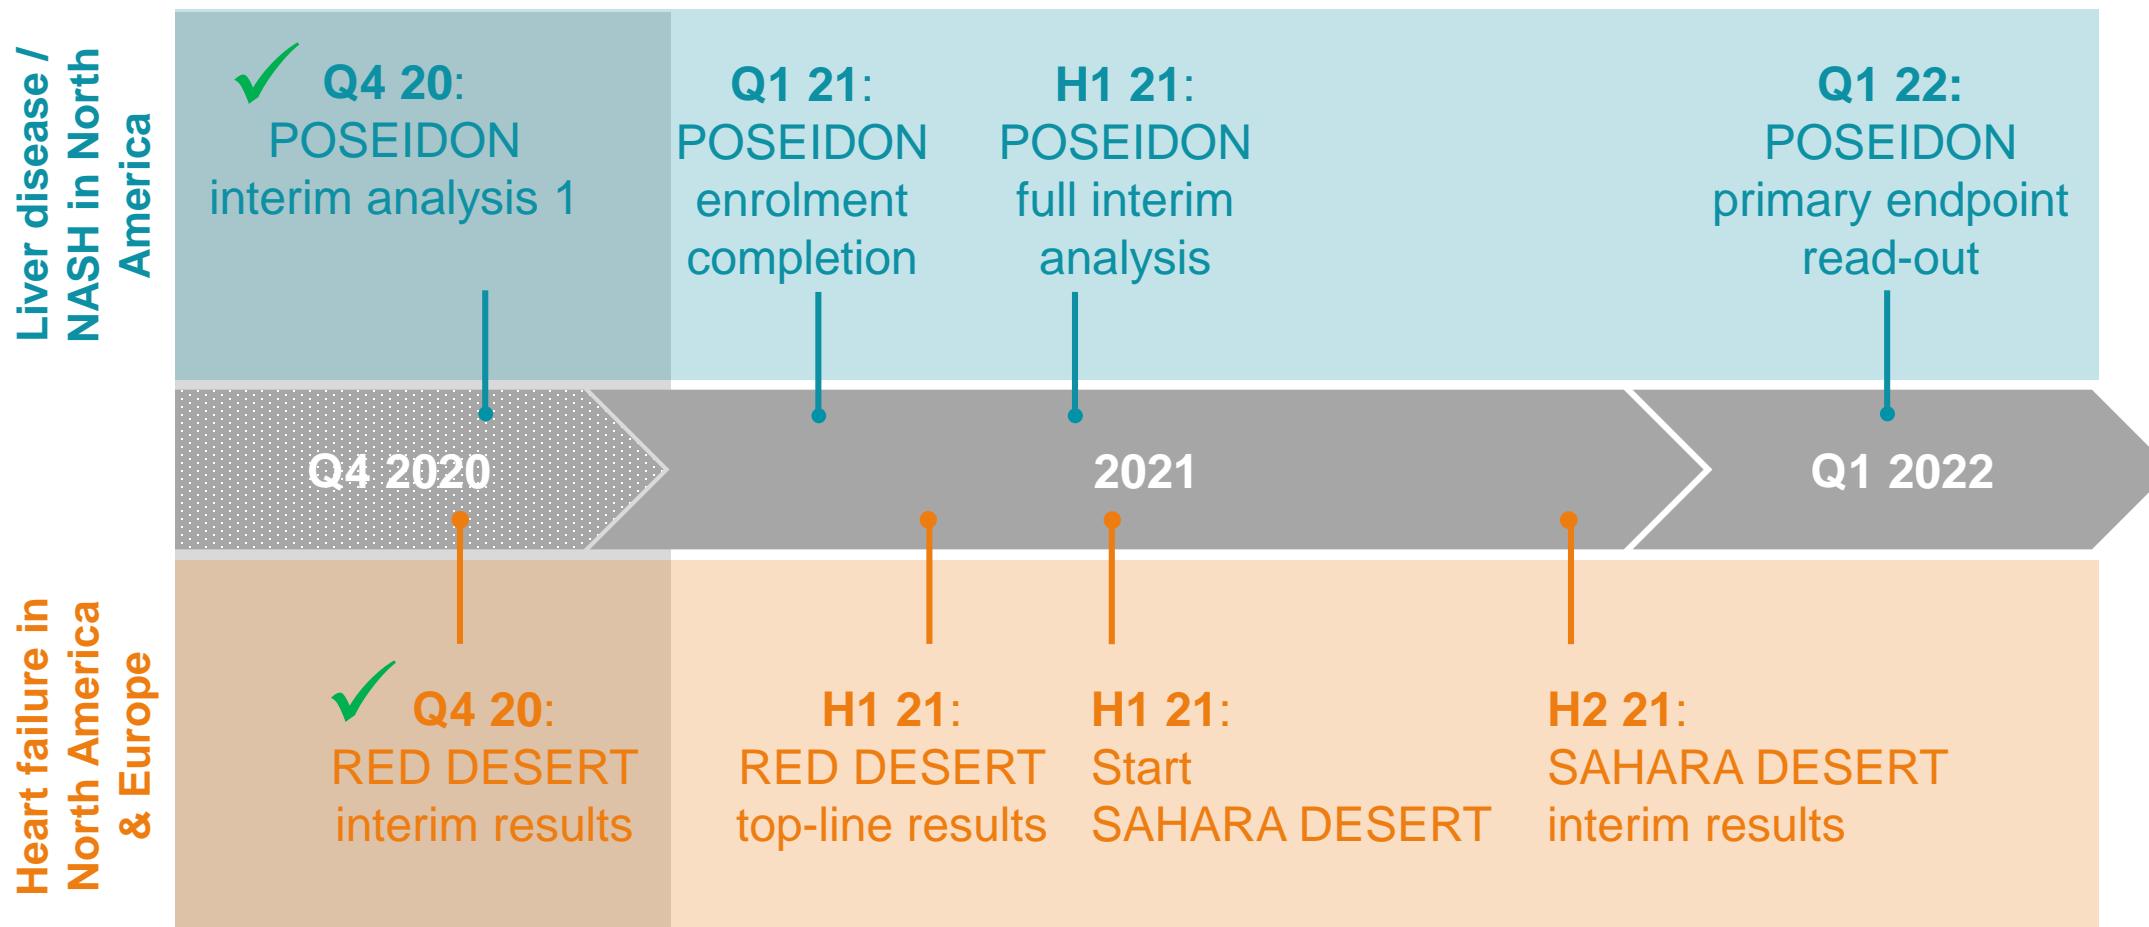 Liver disease /
NASH in North
America
Q4 20:
POSEIDON
interim analysis 1
Q1 21:
POSEIDON
enrolment
completion
H1 21:
POSEIDON
full interim
analysis
Q1 22:
POSEIDON
primary endpoint
read-out
Q4 2020
2021
Q1 2022
Heart failure in
North America
& Europe
Q4 20:
RED DESERT
interim results
H1 21:
RED DESERT
top-line results
H1 21:
Start
SAHARA DESERT
H2 21:
SAHARA DESERT
interim results